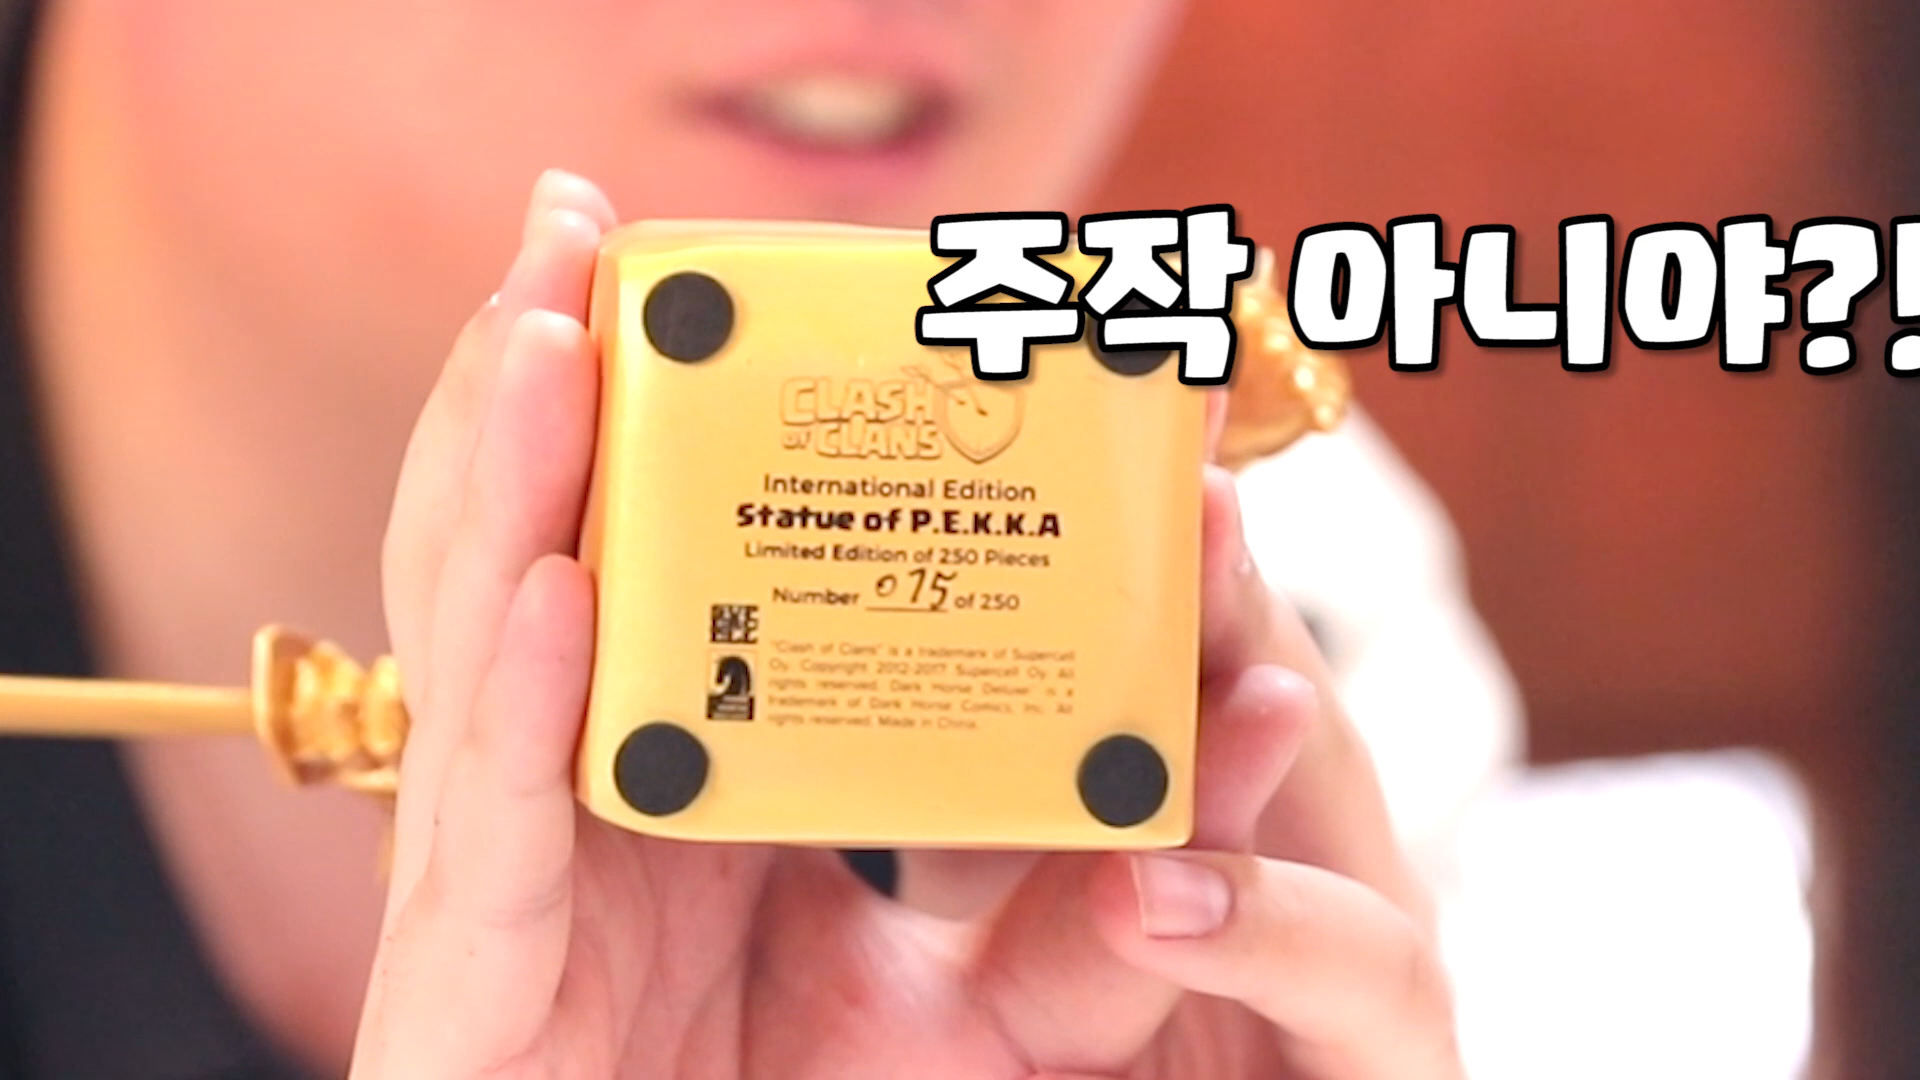 주작 아니야?!
CLASH
OF CLANS
International Edition
Statue of P.E.K.K.A
Limited Edition of 250 Pieces
Number 075 of 250
"Clash of Clans" is a trademark of Supercell
Oy. Copyright 2012-2017 Supercell Oy. All
rights reserved. Dark Horse Deluxe™ is a
trademark of Dark Horse Comics, Inc. All
rights reserved. Made in China.